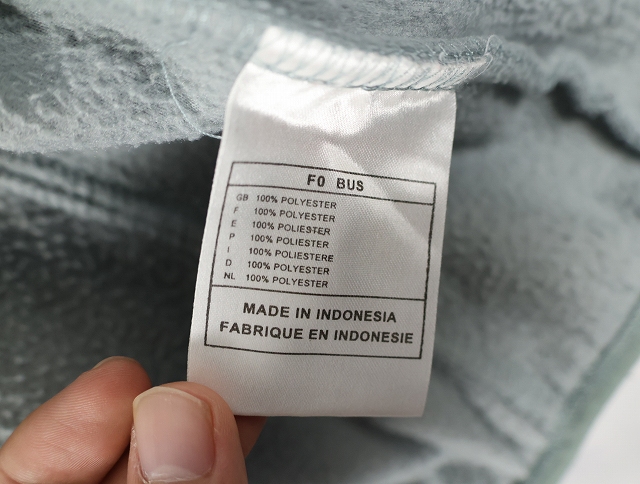 F0 BUS
GB 100% POLYESTER
F 100% POLYESTER
E 100% POLIESTER
P 100% POLIESTER
I 100% POLIESTERE
D 100% POLYESTER
NL 100% POLYESTER
MADE IN INDONESIA
FABRIQUE EN INDONESIE